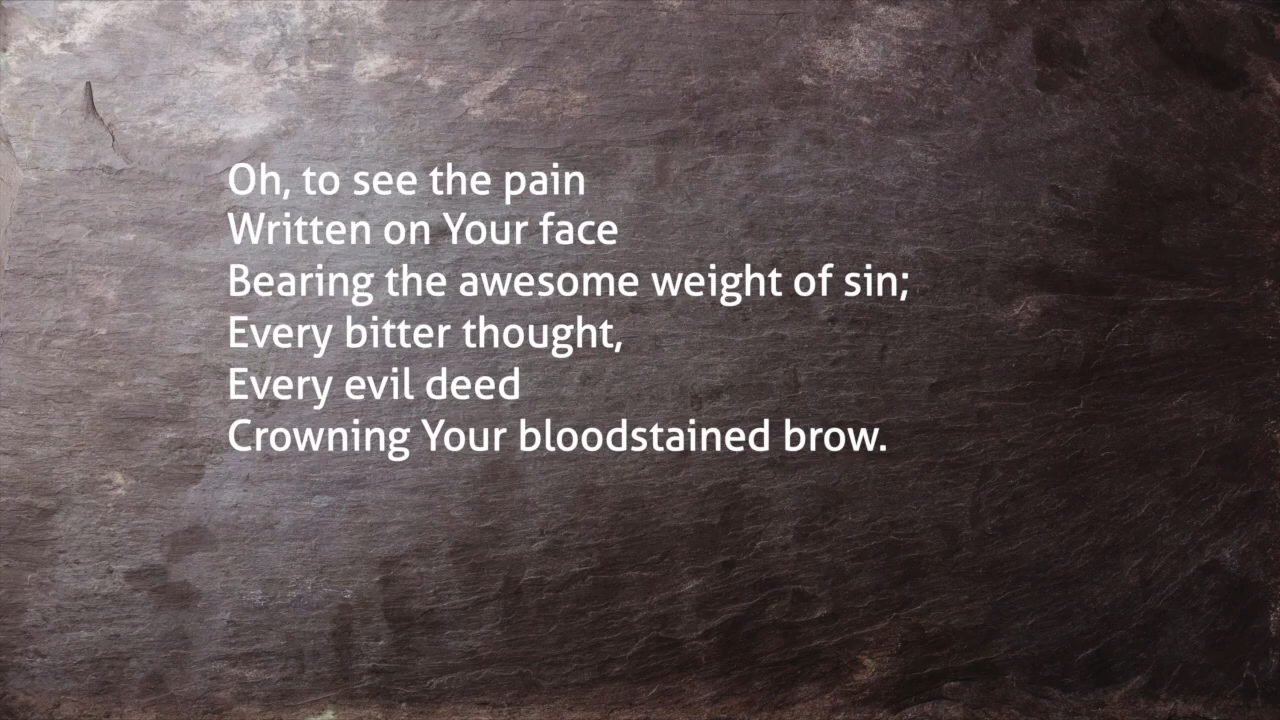 Oh, to see the pain
Written on Your face
Bearing the awesome weight of sin;
Every bitter thought,
Every evil deed
Crowning Your bloodstained brow.